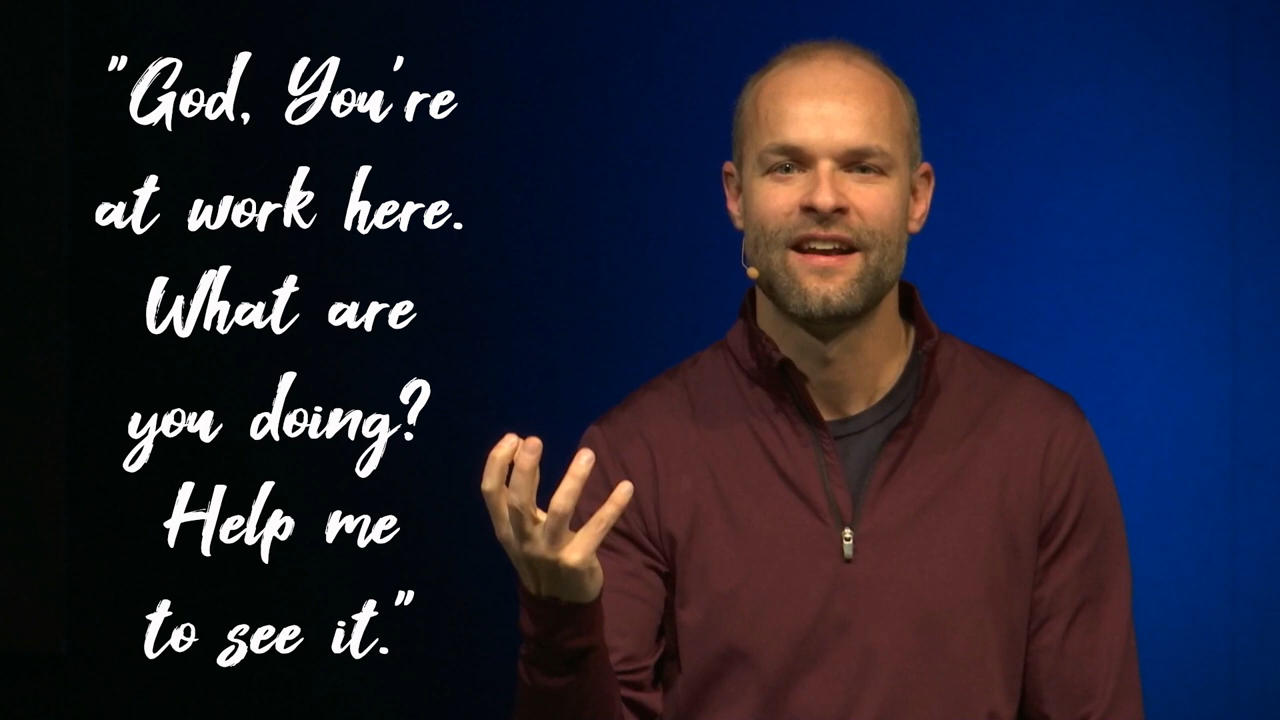 "God, You're
at work here.
What are
you doing?
Help me
to see it."